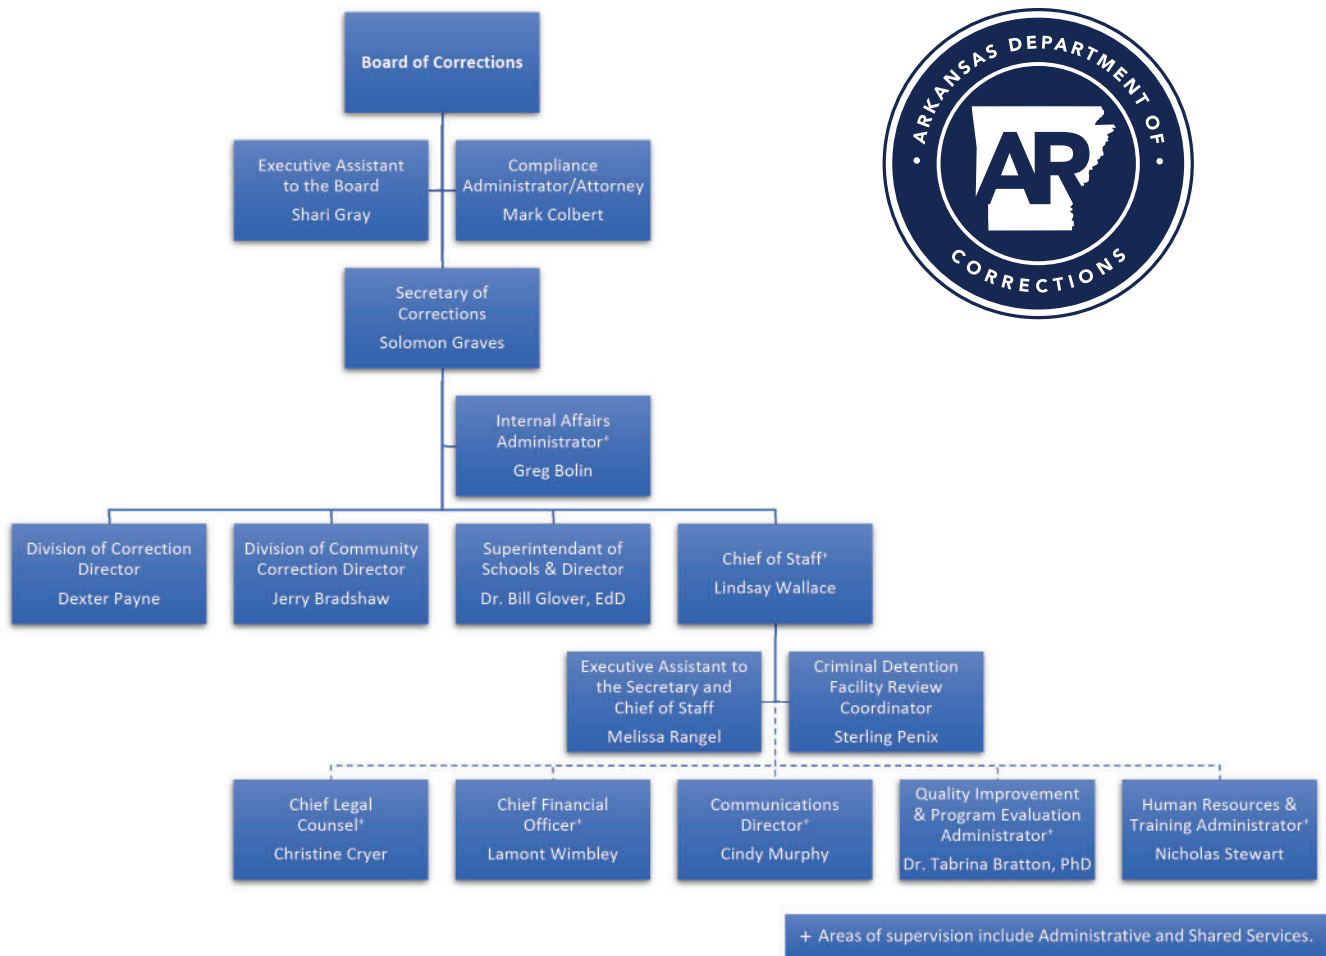 Board of Corrections
ARKANSAS DEPARTMENT OF
AR
CORRECTIONS
Executive Assistant
to the Board
Shari Gray
Compliance
Administrator/Attorney
Mark Colbert
Secretary of
Corrections
Solomon Graves
Internal Affairs
Administrator+
Greg Bolin
Division of Correction
Director
Dexter Payne
Division of Community
Correction Director
Jerry Bradshaw
Superintendant of
Schools & Director
Dr. Bill Glover, EdD
Chief of Staff+
Lindsay Wallace
Executive Assistant to
the Secretary and
Chief of Staff
Melissa Rangel
Criminal Detention
Facility Review
Coordinator
Sterling Penix
Chief Legal
Counsel+
Christine Cryer
Chief Financial
Officer+
Lamont Wimbley
Communications
Director+
Cindy Murphy
Quality Improvement
& Program Evaluation
Administrator+
Dr. Tabrina Bratton, PhD
Human Resources &
Training Administrator+
Nicholas Stewart
+ Areas of supervision include Administrative and Shared Services.